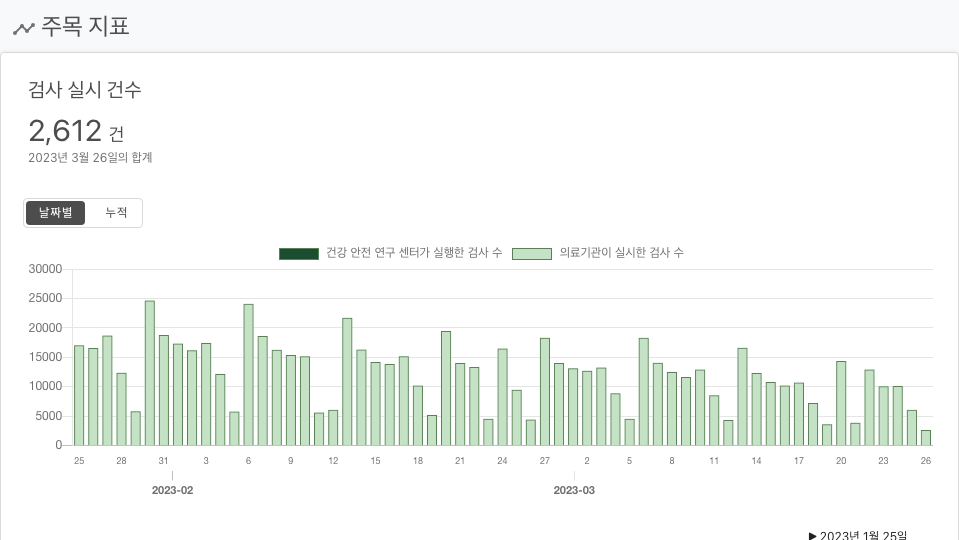 주목 지표
검사 실시 건수
2,612 건
2023년 3월 26일의 합계
날짜별 누적
건강 안전 연구 센터가 실행한 검사 수 의료기관이 실시한 검사 수
30000
25000
20000
15000
10000
5000
0
25 28 31 3 6 9 12 15 18 21 24 27 2 5 8 11 14 17 20 23 26
2023-02 2023-03
▶ 2023년 1월 25일